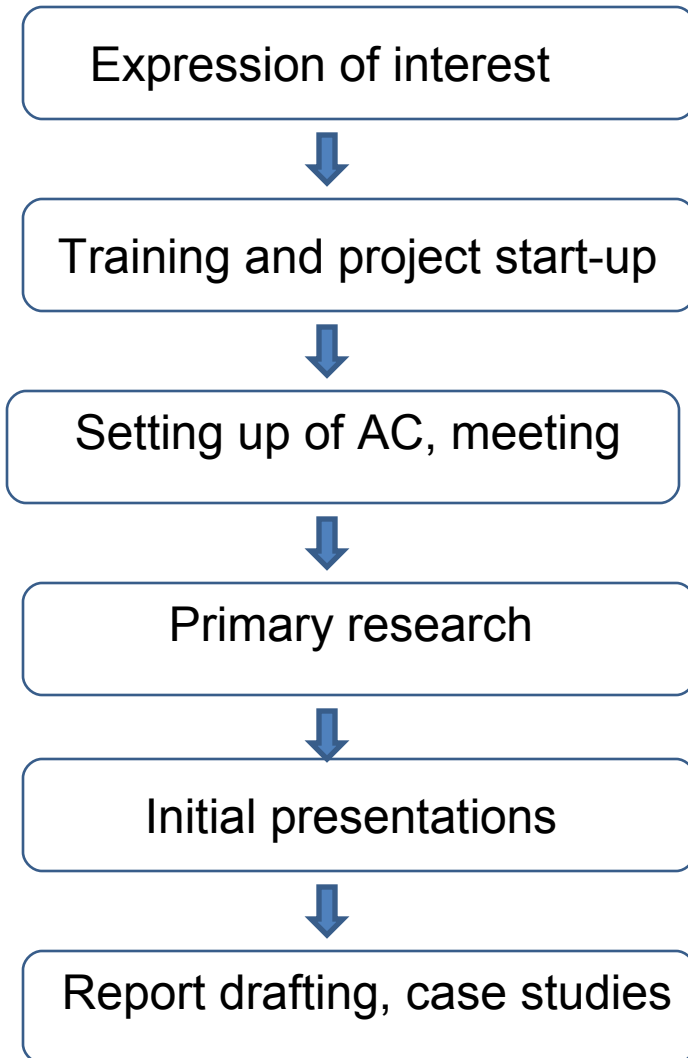 Expression of interest
Training and project start-up
Setting up of AC, meeting
Primary research
Initial presentations
Report drafting, case studies